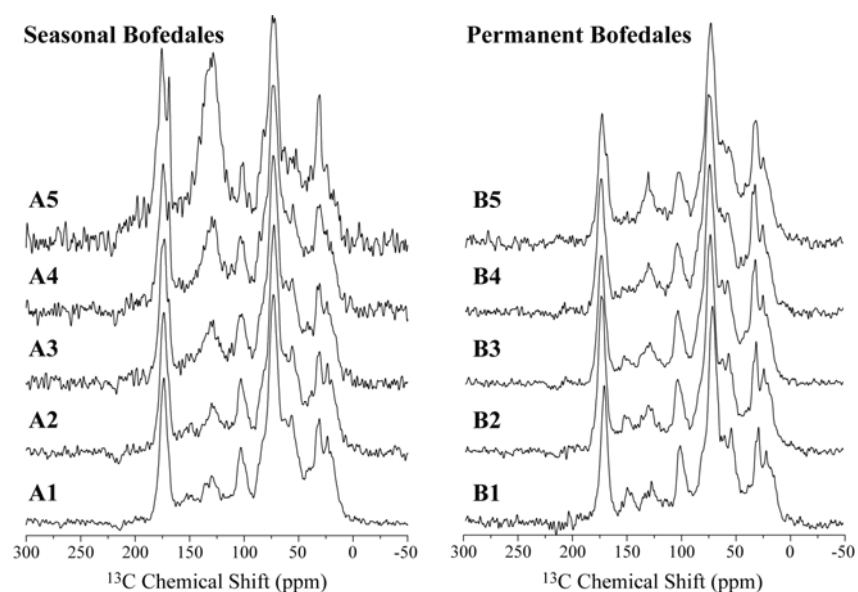 Seasonal Bofedales
Permanent Bofedales
A5
A4
A3
A2
A1
300 250 200 150 100 50 0 -50
13C Chemical Shift (ppm)
B5
B4
B3
B2
B1
300 250 200 150 100 50 0 -50
13C Chemical Shift (ppm)